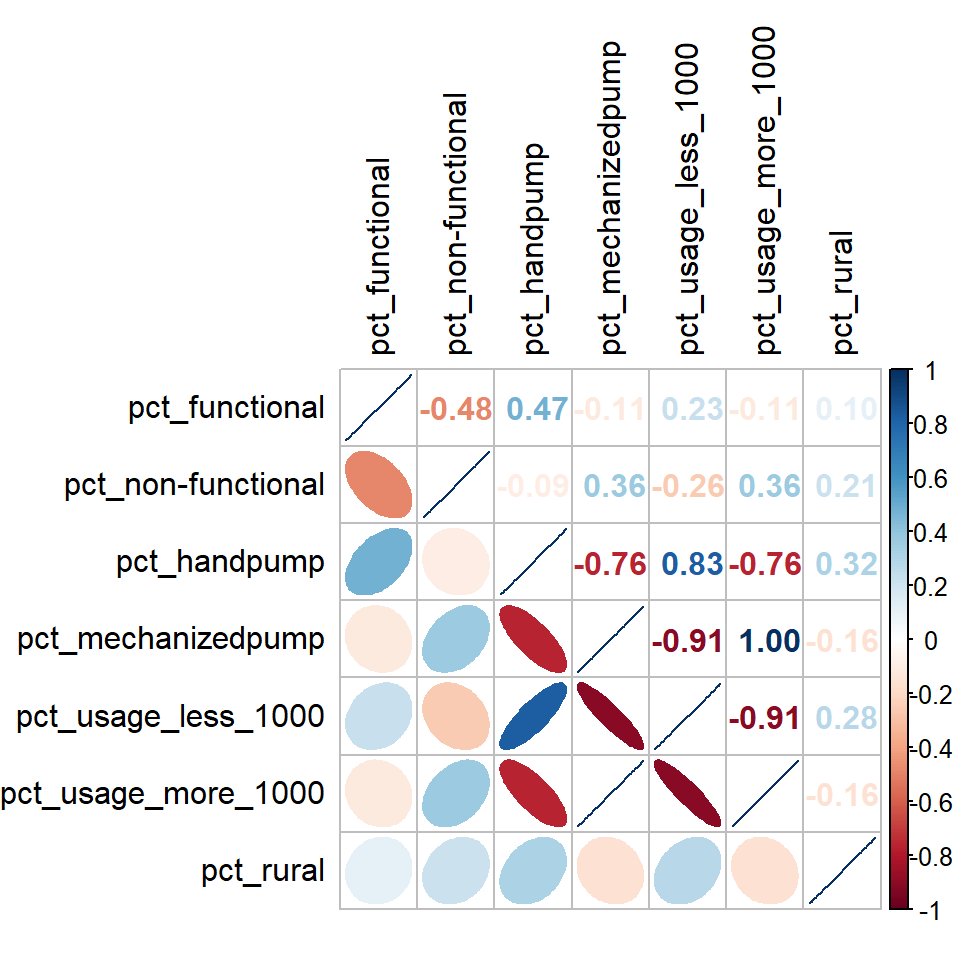 pct_functional
pct_non-functional
pct_handpump
pct_mechanizedpump
pct_usage_less_1000
pct_usage_more_1000
pct_rural
pct_functional -0.48 0.47 -0.11 0.23 -0.11 0.10
pct_non-functional -0.09 0.36 -0.26 0.36 0.21
pct_handpump -0.76 0.83 -0.76 0.32
pct_mechanizedpump -0.91 1.00 -0.16
pct_usage_less_1000 -0.91 0.28
pct_usage_more_1000 -0.16
pct_rural
1
0.8
0.6
0.4
0.2
0
-0.2
-0.4
-0.6
-0.8
-1